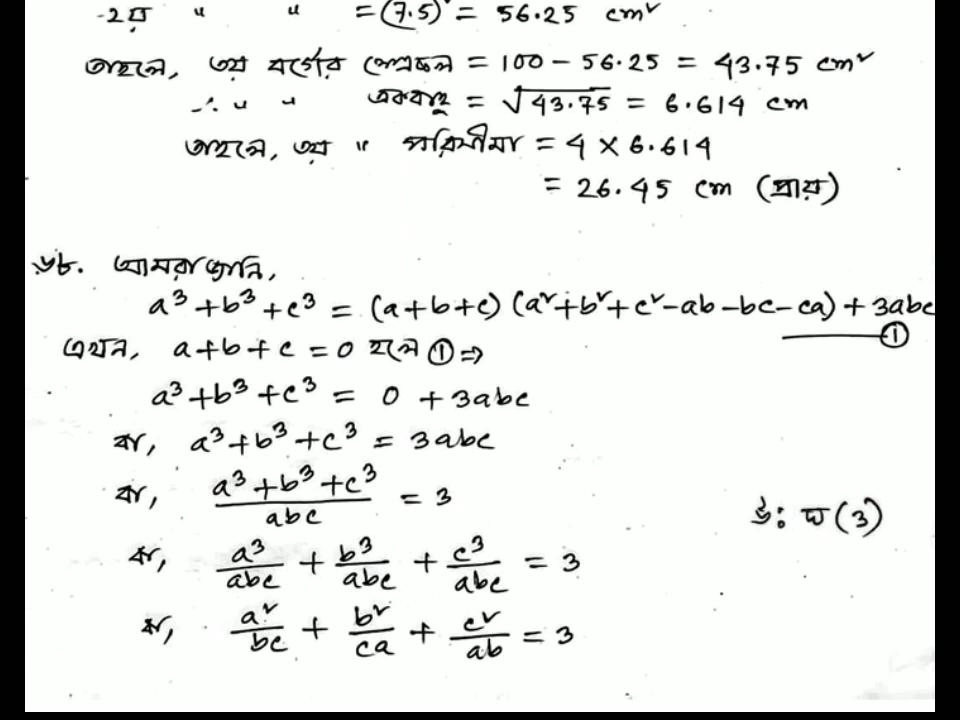 ২য় " " = (7.5)² = 56.25 cm²
তাহলে, ৩য় বর্গের ক্ষেত্রফল = 100 - 56.25 = 43.75 cm²
∴ " " একবাহু = √43.75 = 6.614 cm
তাহলে, ৩য় " পরিসীমা = 4 × 6.614
= 26.45 cm (প্রায়)
৩৮. আমরা জানি,
a³ + b³ + c³ = (a+b+c) (a²+b²+c²-ab-bc-ca) + 3abc
এখন, a+b+c = 0 হলে ① ⇒ ——①
a³+b³+c³ = 0 + 3abc
বা, a³+b³+c³ = 3abc
বা, (a³+b³+c³)/abc = 3
উ: ঘ (3)
বা, a³/abc + b³/abc + c³/abc = 3
বা, a²/bc + b²/ca + c²/ab = 3